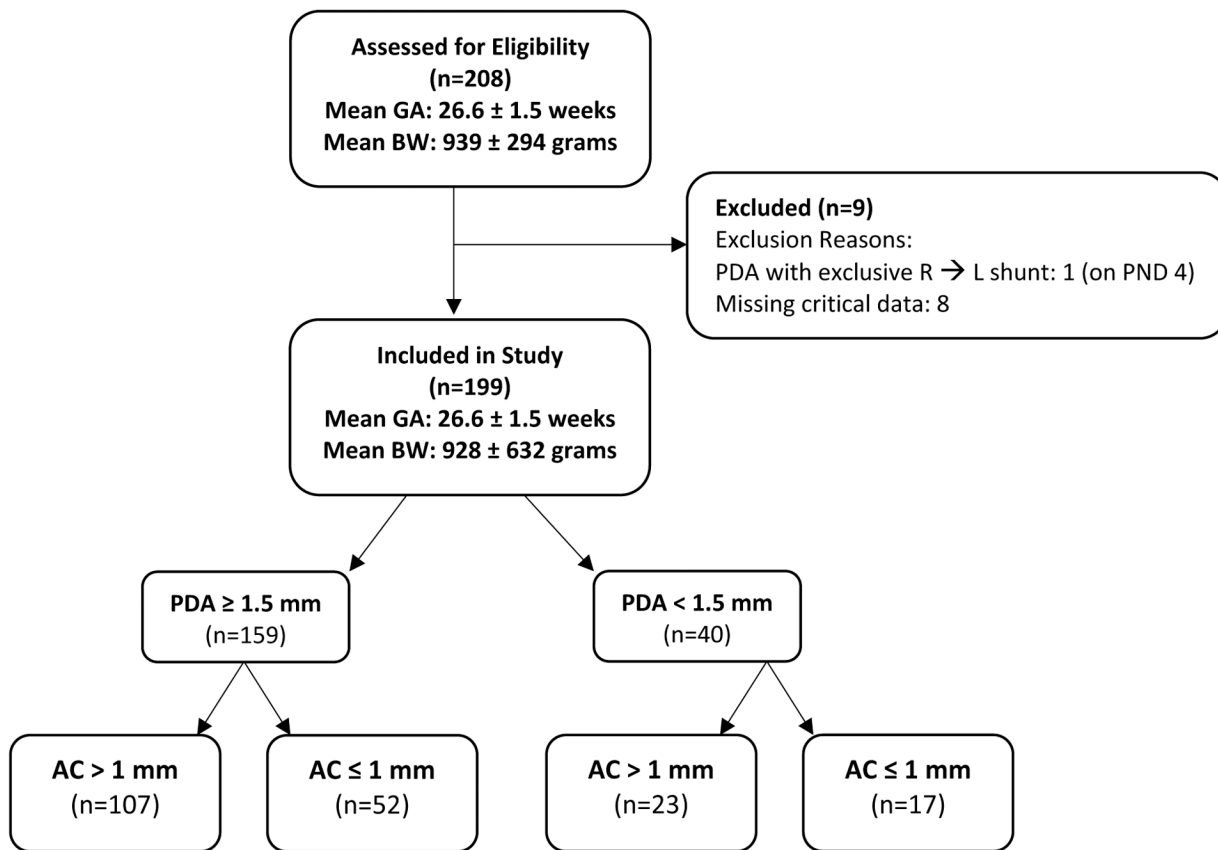 Assessed for Eligibility
(n=208)
Mean GA: 26.6 ± 1.5 weeks
Mean BW: 939 ± 294 grams
Excluded (n=9)
Exclusion Reasons:
PDA with exclusive R → L shunt: 1 (on PND 4)
Missing critical data: 8
Included in Study
(n=199)
Mean GA: 26.6 ± 1.5 weeks
Mean BW: 928 ± 632 grams
PDA ≥ 1.5 mm
(n=159)
PDA < 1.5 mm
(n=40)
AC > 1 mm
(n=107)
AC ≤ 1 mm
(n=52)
AC > 1 mm
(n=23)
AC ≤ 1 mm
(n=17)